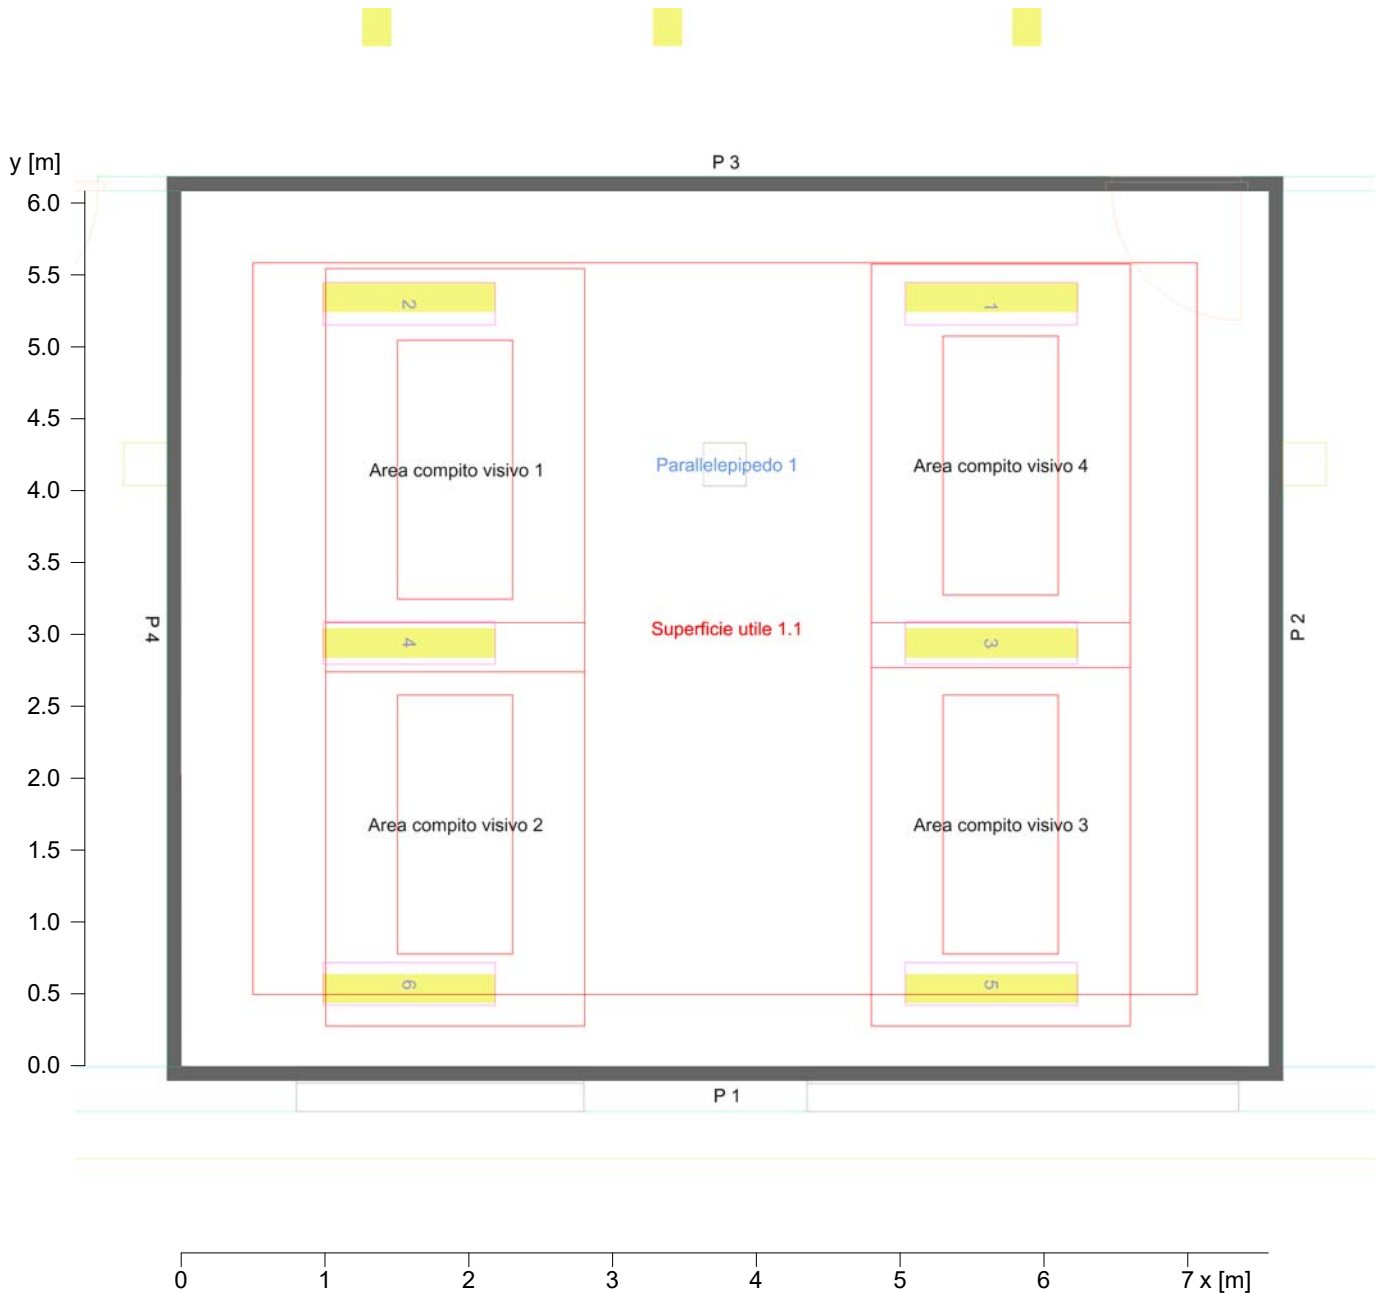 y [m]
P 3
6.0
5.5
2
1
5.0
4.5
Area compito visivo 1
Parallelepipedo 1
Area compito visivo 4
4.0
3.5
P 4
3.0
4
Superficie utile 1.1
3
P 2
2.5
2.0
Area compito visivo 2
Area compito visivo 3
1.5
1.0
0.5
6
5
0.0
P 1
0 1 2 3 4 5 6 7 x [m]